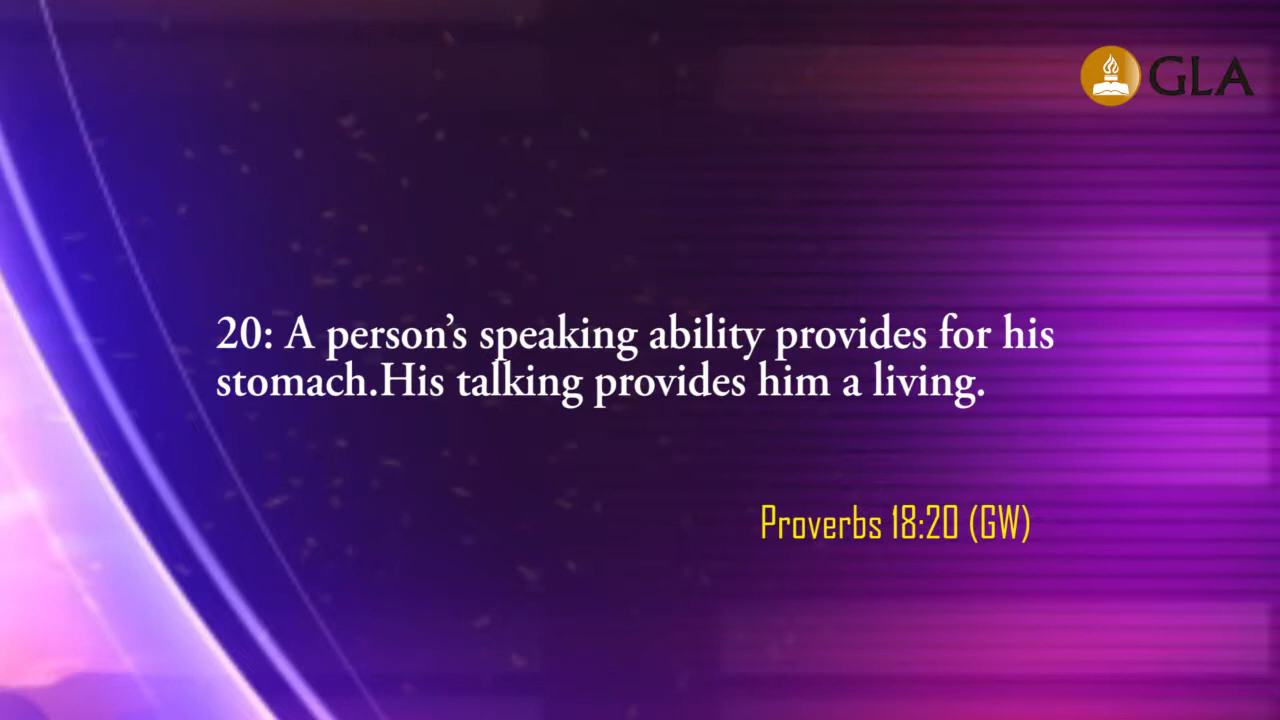 GLA
20: A person’s speaking ability provides for his
stomach.His talking provides him a living.
Proverbs 18:20 (GW)